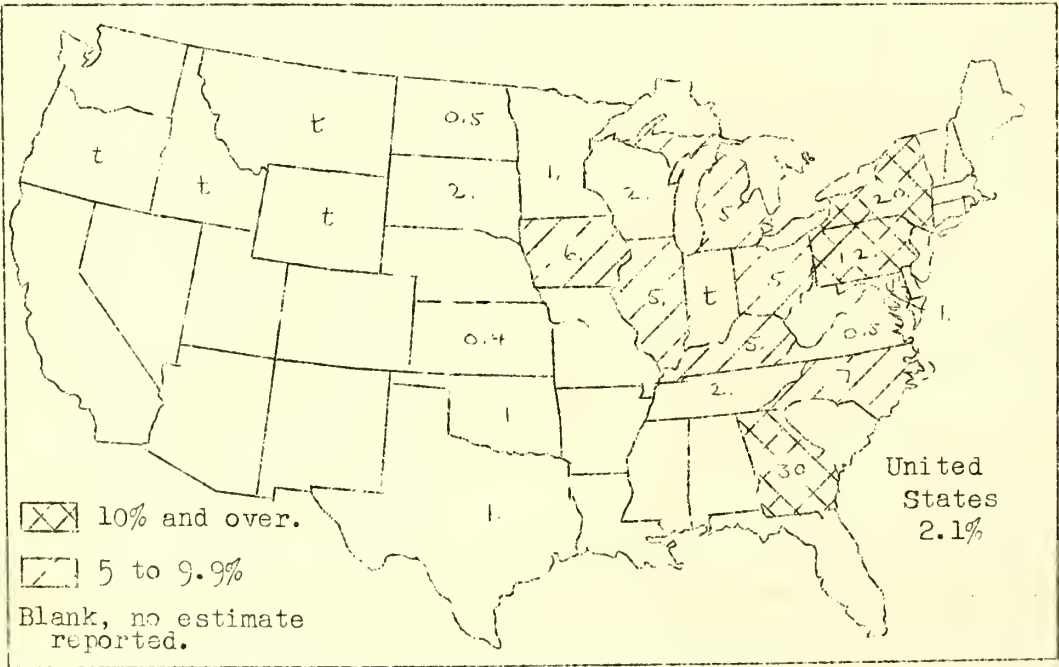 0.5
t
1.
t
2.
2.
20
t
t
5
12
6.
5.
t
5
0.8
1.
0.4
5.
7
2.
1
30
United
States
2.1%
1.
10% and over.
5 to 9.9%
Blank, no estimate
reported.